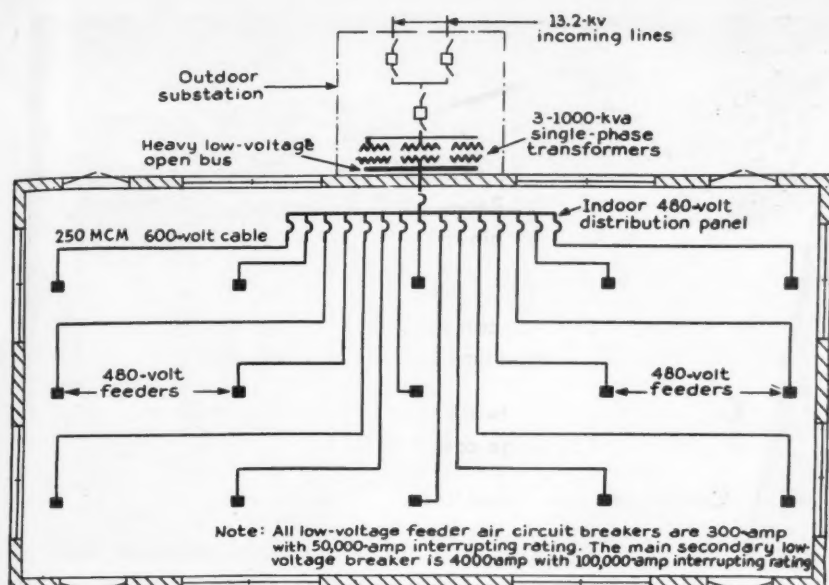 13.2-kv
incoming lines
Outdoor
substation
3-1000-kva
single-phase
transformers
Heavy low-voltage
open bus
Indoor 480-volt
distribution panel
250 MCM 600-volt cable
480-volt
feeders
480-volt
feeders
Note: All low-voltage feeder air circuit breakers are 300-amp
with 50,000-amp interrupting rating. The main secondary low-
voltage breaker is 4000-amp with 100,000-amp interrupting rating